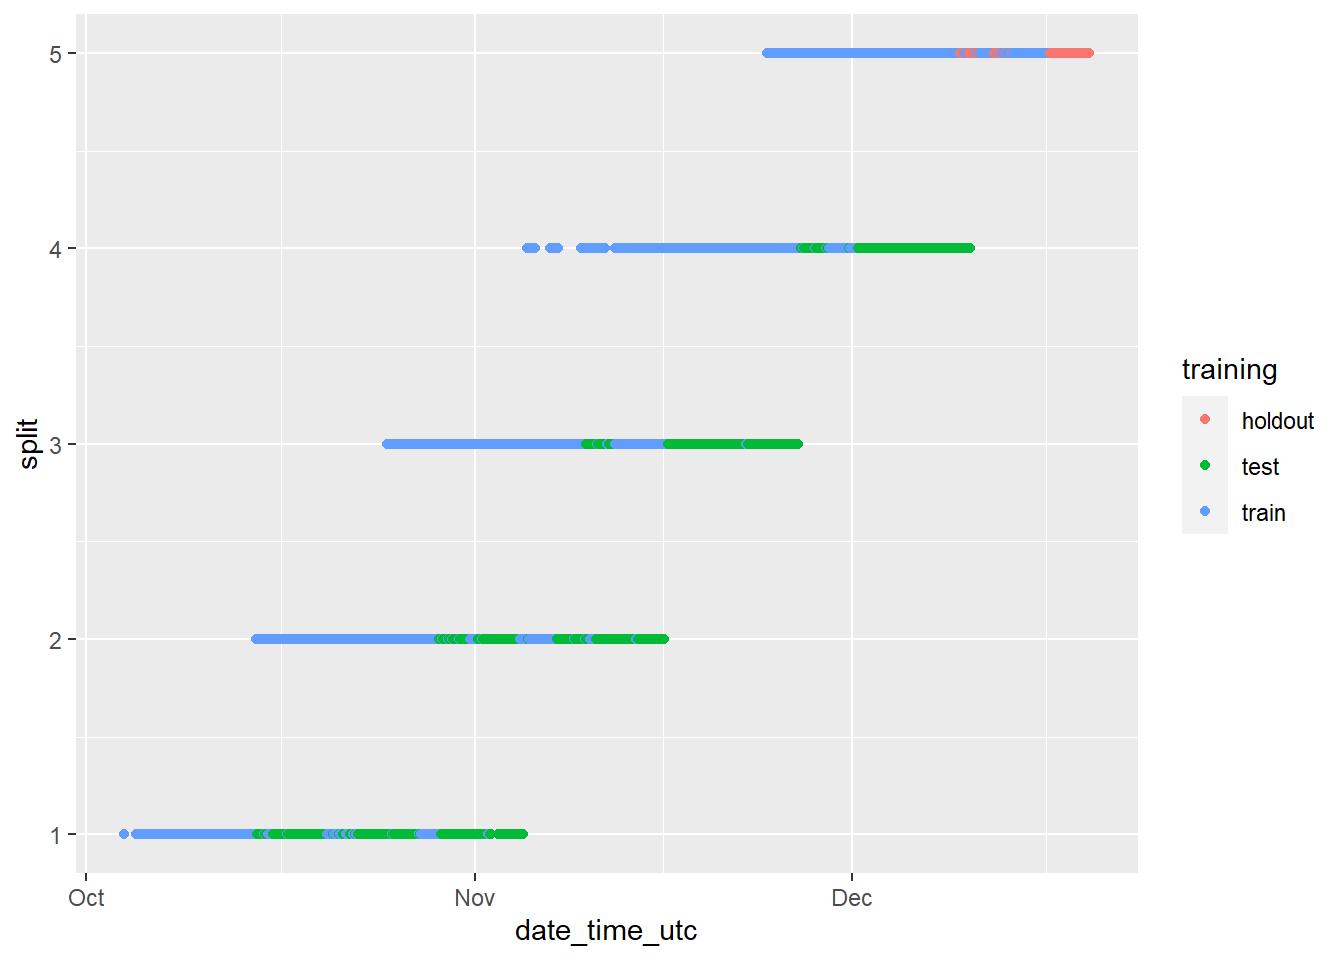 5
4
3
2
1
split
Oct Nov Dec
date_time_utc
training
holdout
test
train